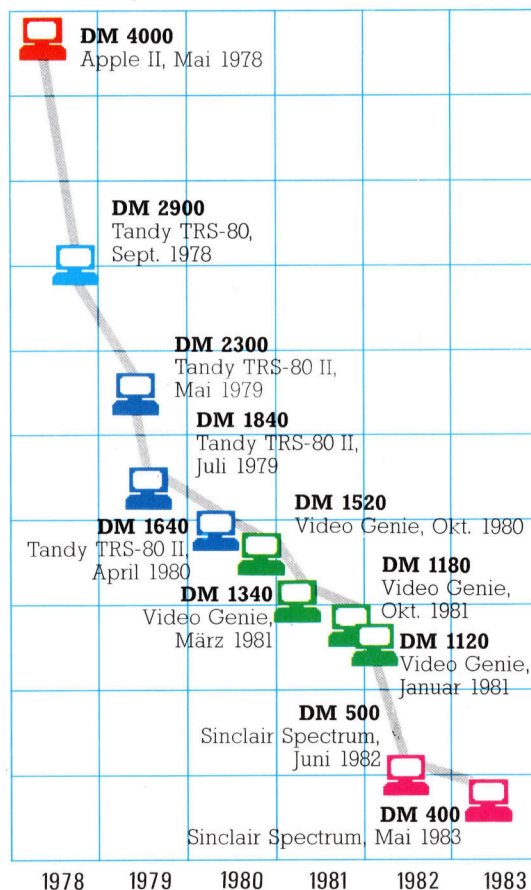 DM 4000
Apple II, Mai 1978
DM 2900
Tandy TRS-80,
Sept. 1978
DM 2300
Tandy TRS-80 II,
Mai 1979
DM 1840
Tandy TRS-80 II,
Juli 1979
DM 1640
Tandy TRS-80 II,
April 1980
DM 1520
Video Genie, Okt. 1980
DM 1340
Video Genie,
März 1981
DM 1180
Video Genie,
Okt. 1981
DM 1120
Video Genie,
Januar 1981
DM 500
Sinclair Spectrum,
Juni 1982
DM 400
Sinclair Spectrum, Mai 1983
1978 1979 1980 1981 1982 1983